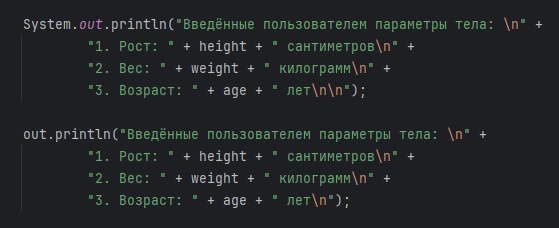 System.out.println("Введённые пользователем параметры тела: \n" +
"1. Рост: " + height + " сантиметров\n" +
"2. Вес: " + weight + " килограмм\n" +
"3. Возраст: " + age + " лет\n\n");
out.println("Введённые пользователем параметры тела: \n" +
"1. Рост: " + height + " сантиметров\n" +
"2. Вес: " + weight + " килограмм\n" +
"3. Возраст: " + age + " лет\n");